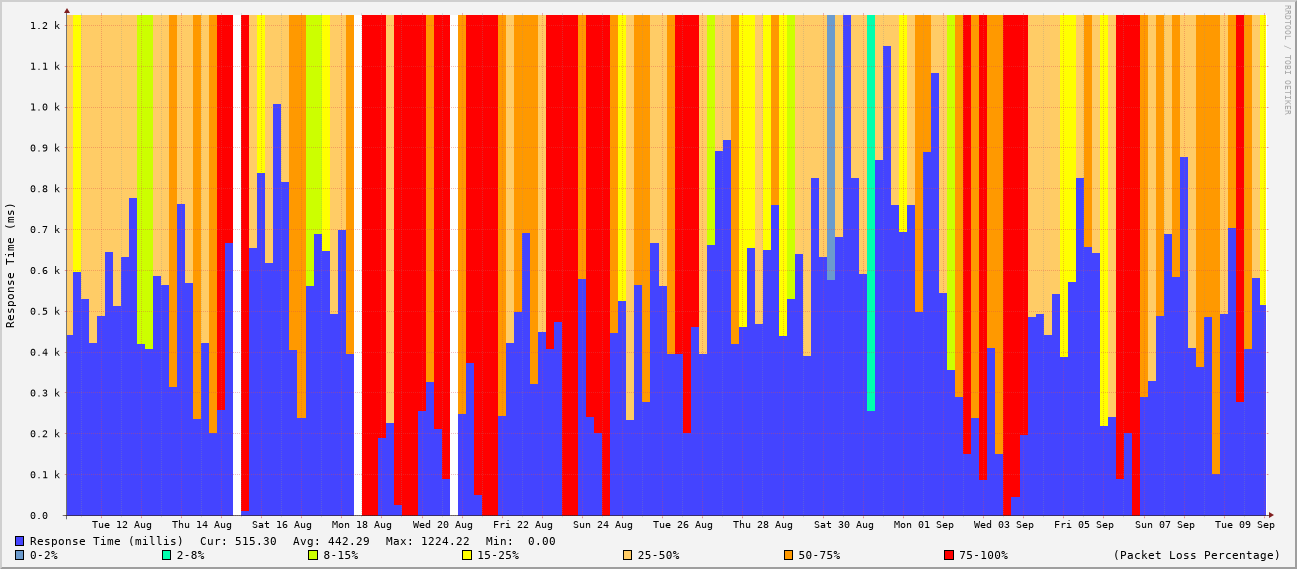 RRDTOOL / TOBI OETIKER
Response Time (ms)
1.2 k
1.1 k
1.0 k
0.9 k
0.8 k
0.7 k
0.6 k
0.5 k
0.4 k
0.3 k
0.2 k
0.1 k
0.0
Tue 12 Aug Thu 14 Aug Sat 16 Aug Mon 18 Aug Wed 20 Aug Fri 22 Aug Sun 24 Aug Tue 26 Aug Thu 28 Aug Sat 30 Aug Mon 01 Sep Wed 03 Sep Fri 05 Sep Sun 07 Sep Tue 09 Sep
Response Time (millis) Cur: 515.30 Avg: 442.29 Max: 1224.22 Min: 0.00
0-2% 2-8% 8-15% 15-25% 25-50% 50-75% 75-100% (Packet Loss Percentage)